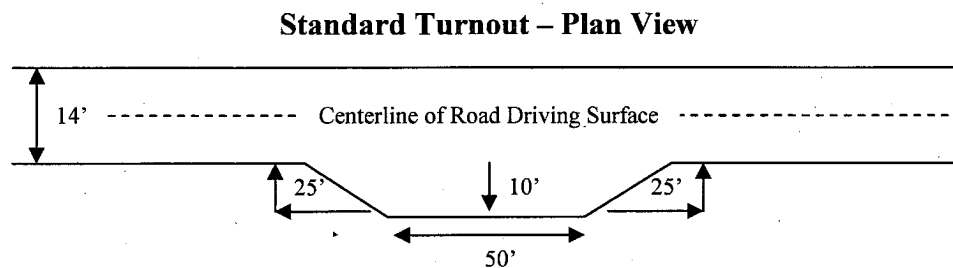 Standard Turnout – Plan View
14’
Centerline of Road Driving Surface
25’
10’
25’
50’